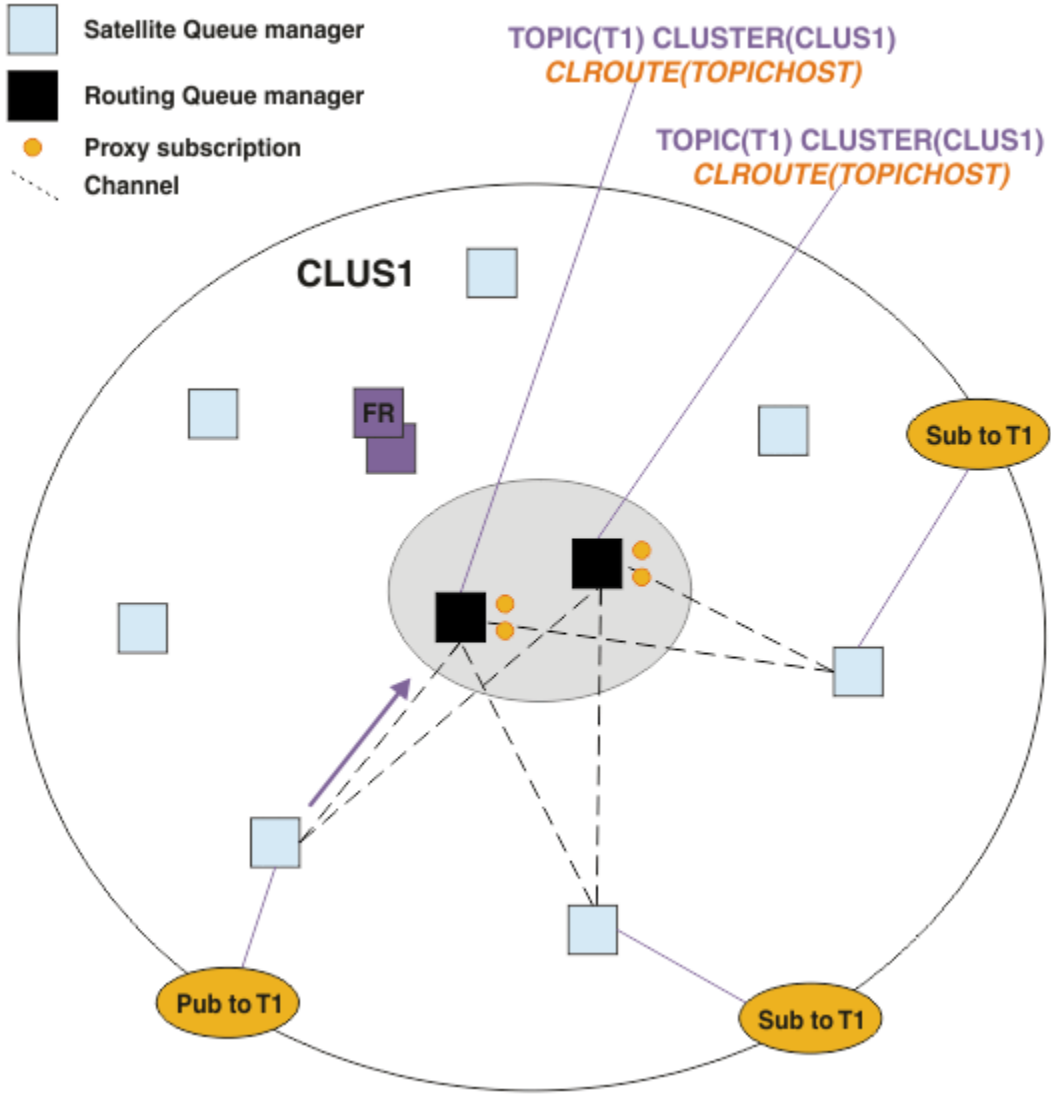 Satellite Queue manager
Routing Queue manager
Proxy subscription
Channel
TOPIC(T1) CLUSTER(CLUS1)
CLROUTE(TOPICHOST)
TOPIC(T1) CLUSTER(CLUS1)
CLROUTE(TOPICHOST)
CLUS1
FR
Sub to T1
Pub to T1
Sub to T1